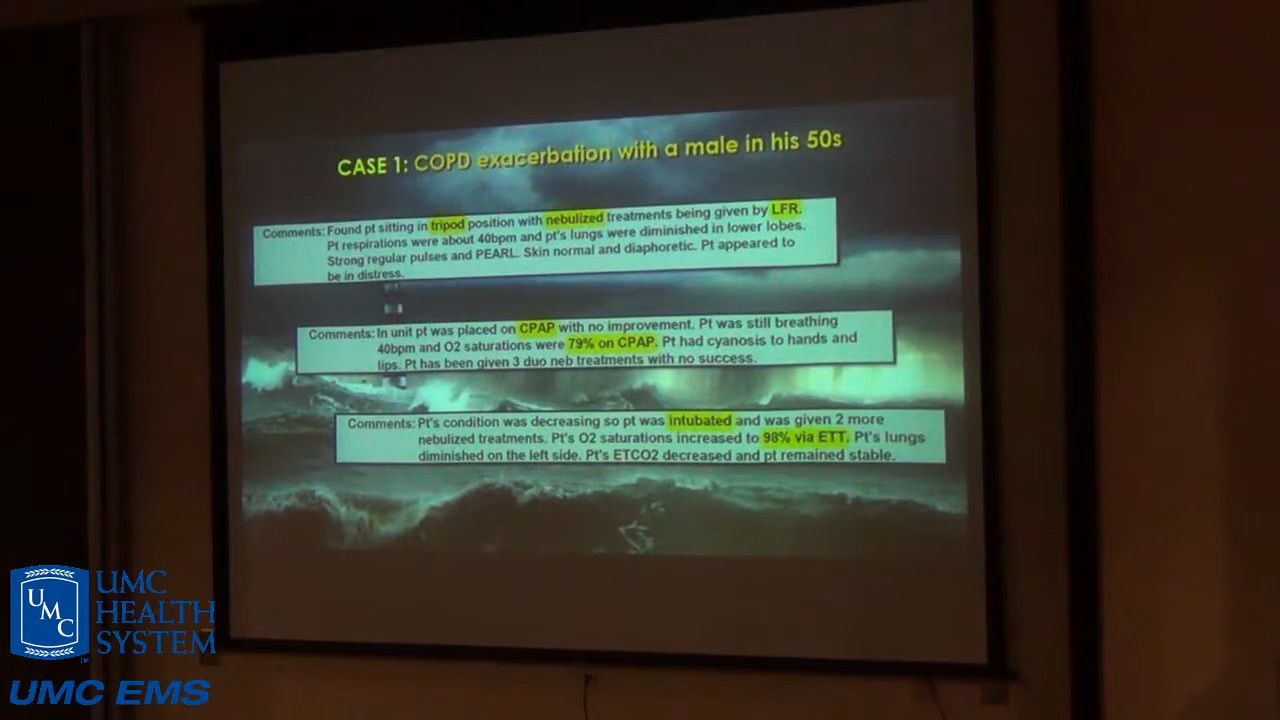 CASE 1: COPD exacerbation with a male in his 50s
Comments: Found pt sitting in tripod position with nebulized treatments being given by LFR.
Pt respirations were about 40bpm and pt's lungs were diminished in lower lobes.
Strong regular pulses and PEARL. Skin normal and diaphoretic. Pt appeared to
be in distress.
Comments: In unit pt was placed on CPAP with no improvement. Pt was still breathing
40bpm and O2 saturations were 79% on CPAP. Pt had cyanosis to hands and
lips. Pt has been given 3 duo neb treatments with no success.
Comments: Pt's condition was decreasing so pt was intubated and was given 2 more
nebulized treatments. Pt's O2 saturations increased to 98% via ETT. Pt's lungs
diminished on the left side. Pt's ETCO2 decreased and pt remained stable.
UMC
UMC
HEALTH
SYSTEM
TM
UMC EMS